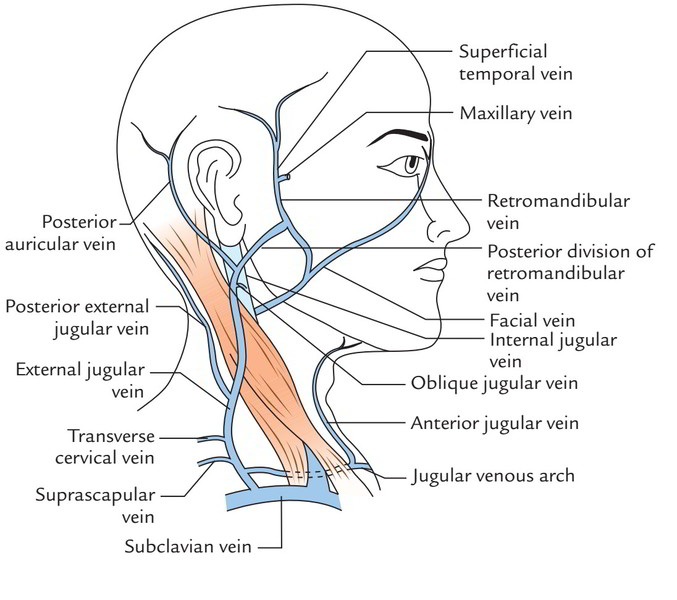 Superficial
temporal vein
Maxillary vein
Retromandibular
vein
Posterior division of
retromandibular
vein
Facial vein
Internal jugular
vein
Oblique jugular vein
Anterior jugular vein
Jugular venous arch
Posterior
auricular vein
Posterior external
jugular vein
External jugular
vein
Transverse
cervical vein
Suprascapular
vein
Subclavian vein